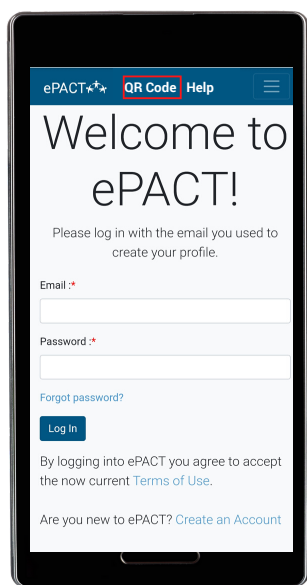 ePACT QR Code Help
Welcome to
ePACT!
Please log in with the email you used to
create your profile.
Email :*
Password :*
Forgot password?
Log In
By logging into ePACT you agree to accept
the now current Terms of Use.
Are you new to ePACT? Create an Account